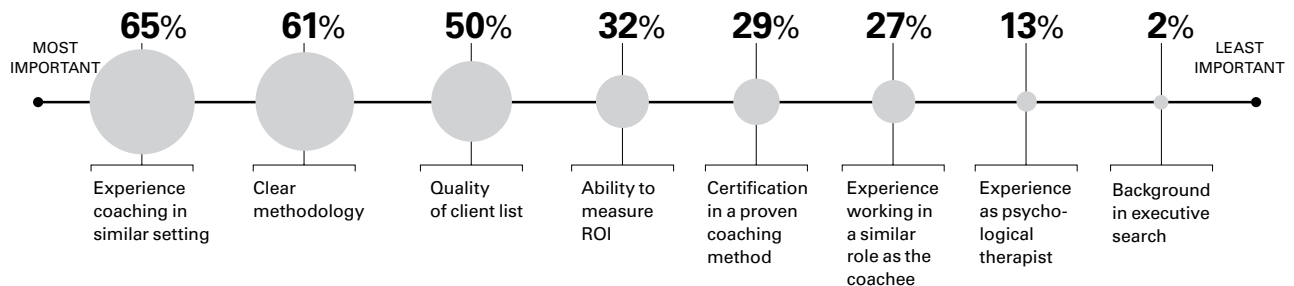 65%
61%
50%
32%
29%
27%
13%
2%
MOST
IMPORTANT
LEAST
IMPORTANT
Experience
coaching in
similar setting
Clear
methodology
Quality
of client list
Ability to
measure
ROI
Certification
in a proven
coaching
method
Experience
working in
a similar
role as the
coachee
Experience
as psycho-
logical
therapist
Background
in executive
search